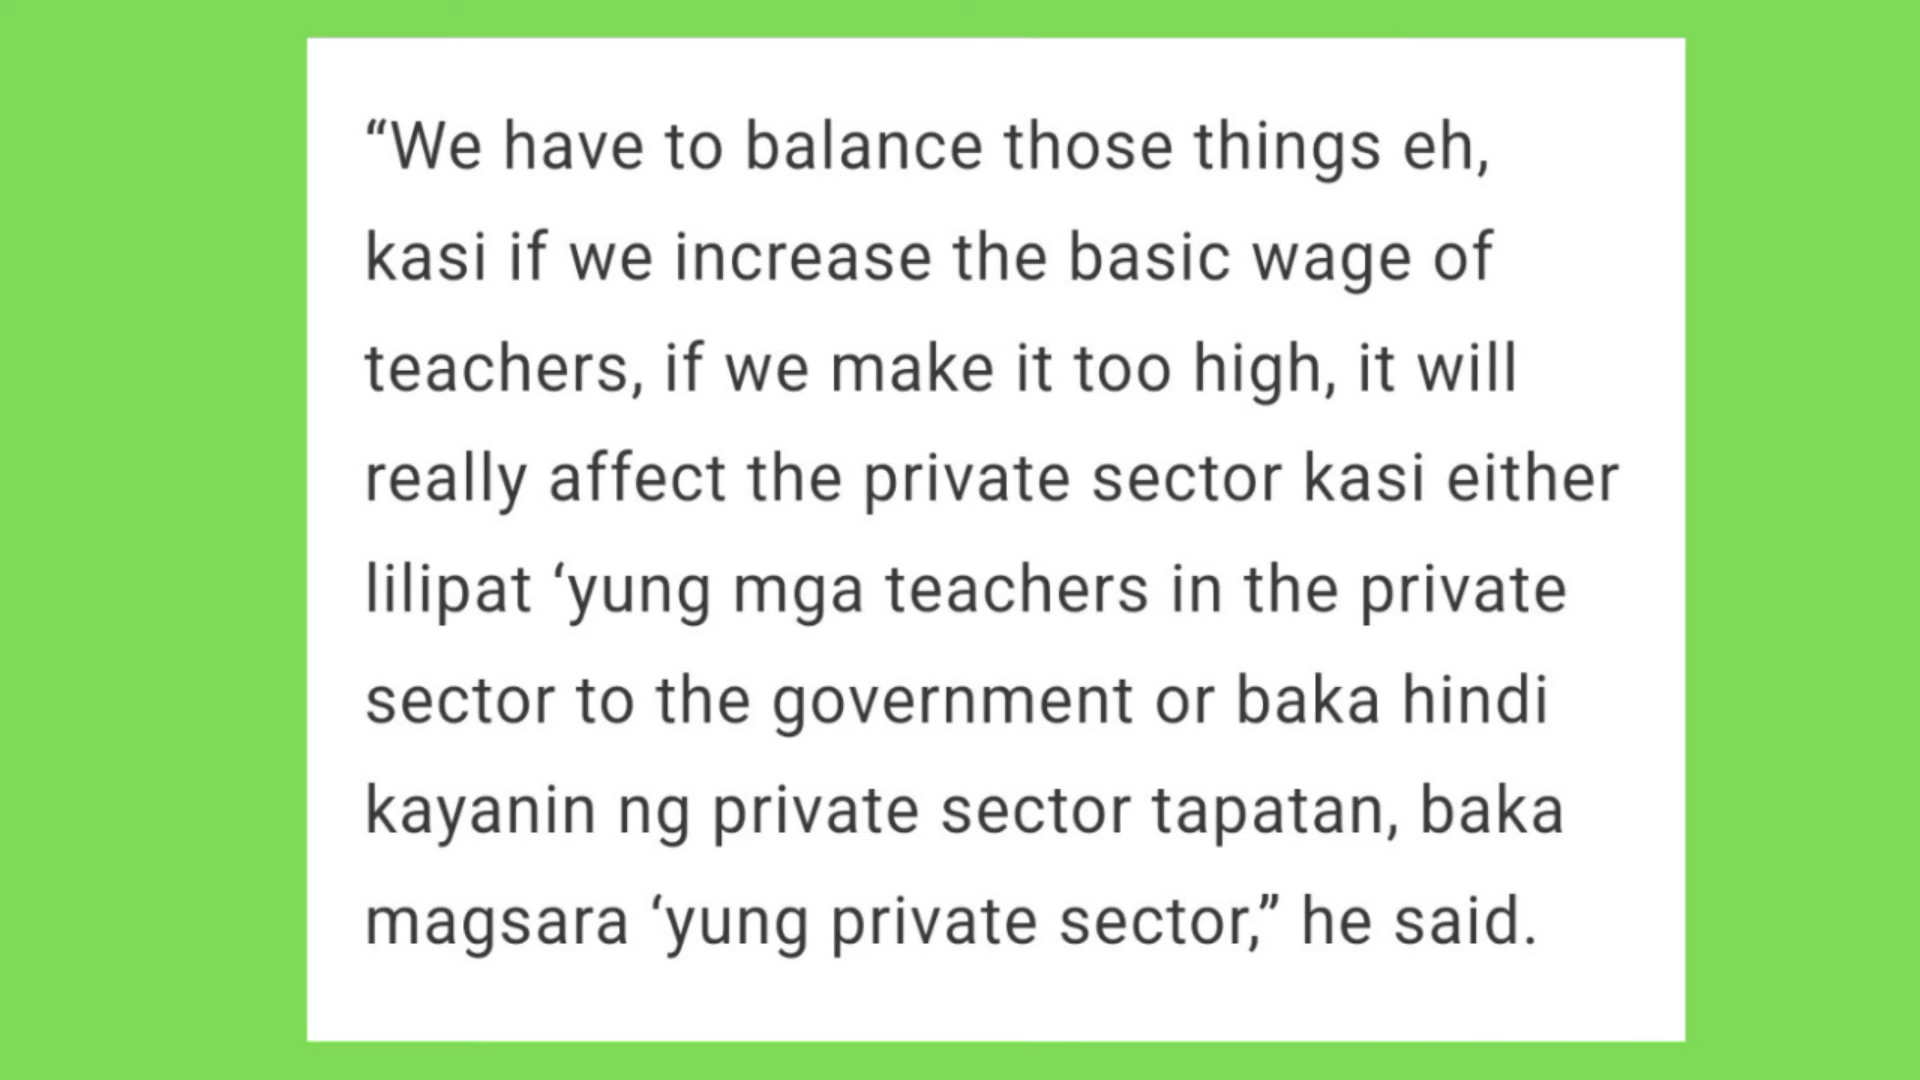 “We have to balance those things eh,
kasi if we increase the basic wage of
teachers, if we make it too high, it will
really affect the private sector kasi either
lilipat ‘yung mga teachers in the private
sector to the government or baka hindi
kayanin ng private sector tapatan, baka
magsara ‘yung private sector,” he said.